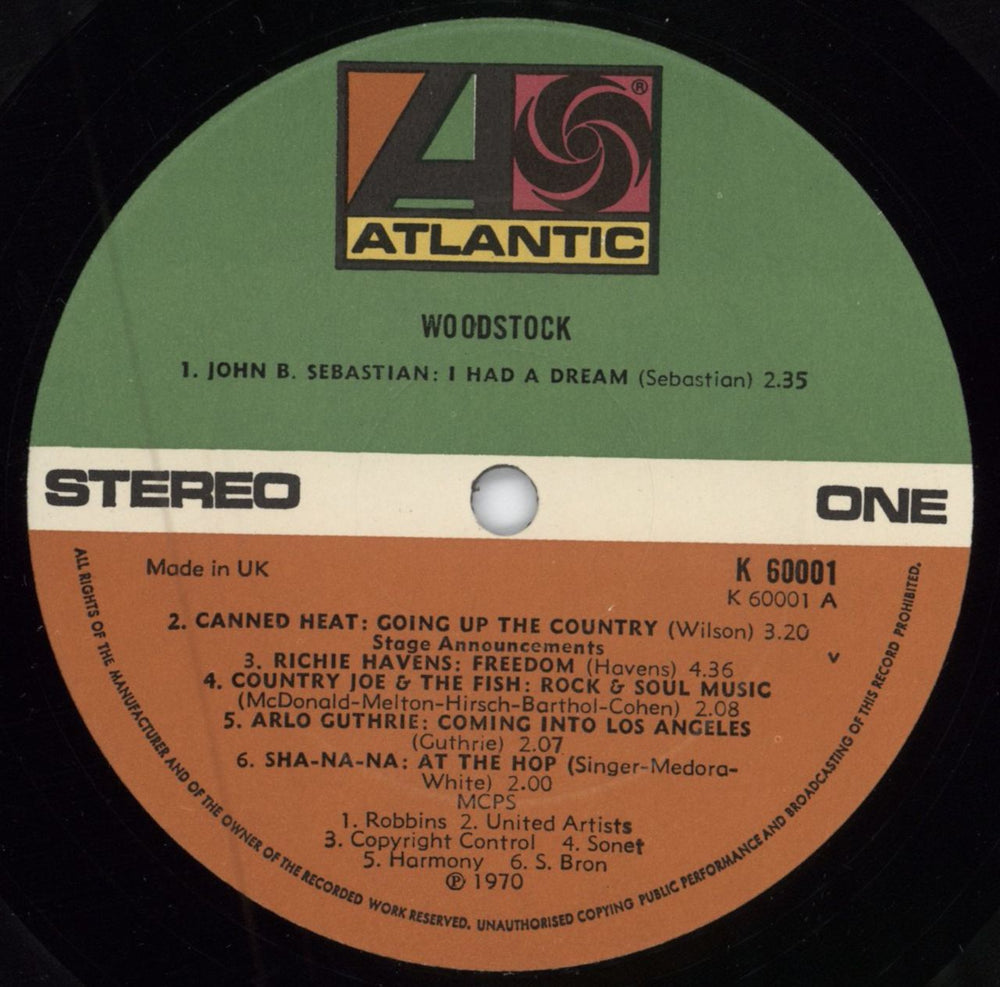 ®
ATLANTIC
WOODSTOCK
1. JOHN B. SEBASTIAN: I HAD A DREAM (Sebastian) 2.35
STEREO
ONE
Made in UK
K 60001
K 60001 A
2. CANNED HEAT: GOING UP THE COUNTRY (Wilson) 3.20
Stage Announcements
V
3. RICHIE HAVENS: FREEDOM (Havens) 4.36
4. COUNTRY JOE & THE FISH: ROCK & SOUL MUSIC
(McDonald-Melton-Hirsch-Barthol-Cohen) 2.08
5. ARLO GUTHRIE: COMING INTO LOS ANGELES
(Guthrie) 2.07
6. SHA-NA-NA: AT THE HOP (Singer-Medora-
White) 2.00
MCPS
1. Robbins 2. United Artists
3. Copyright Control 4. Sonet
5. Harmony 6. S. Bron
℗ 1970
ALL RIGHTS OF THE MANUFACTURER AND OF THE OWNER OF THE RECORDED WORK RESERVED. UNAUTHORISED COPYING PUBLIC PERFORMANCE AND BROADCASTING OF THIS RECORD PROHIBITED.